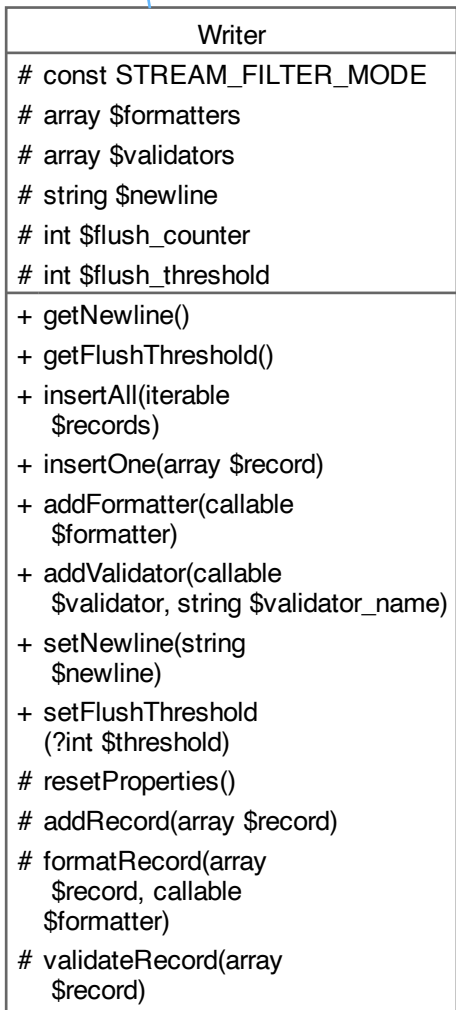 Writer
# const STREAM_FILTER_MODE
# array $formatters
# array $validators
# string $newline
# int $flush_counter
# int $flush_threshold
+ getNewline()
+ getFlushThreshold()
+ insertAll(iterable
$records)
+ insertOne(array $record)
+ addFormatter(callable
$formatter)
+ addValidator(callable
$validator, string $validator_name)
+ setNewline(string
$newline)
+ setFlushThreshold
(?int $threshold)
# resetProperties()
# addRecord(array $record)
# formatRecord(array
$record, callable
$formatter)
# validateRecord(array
$record)